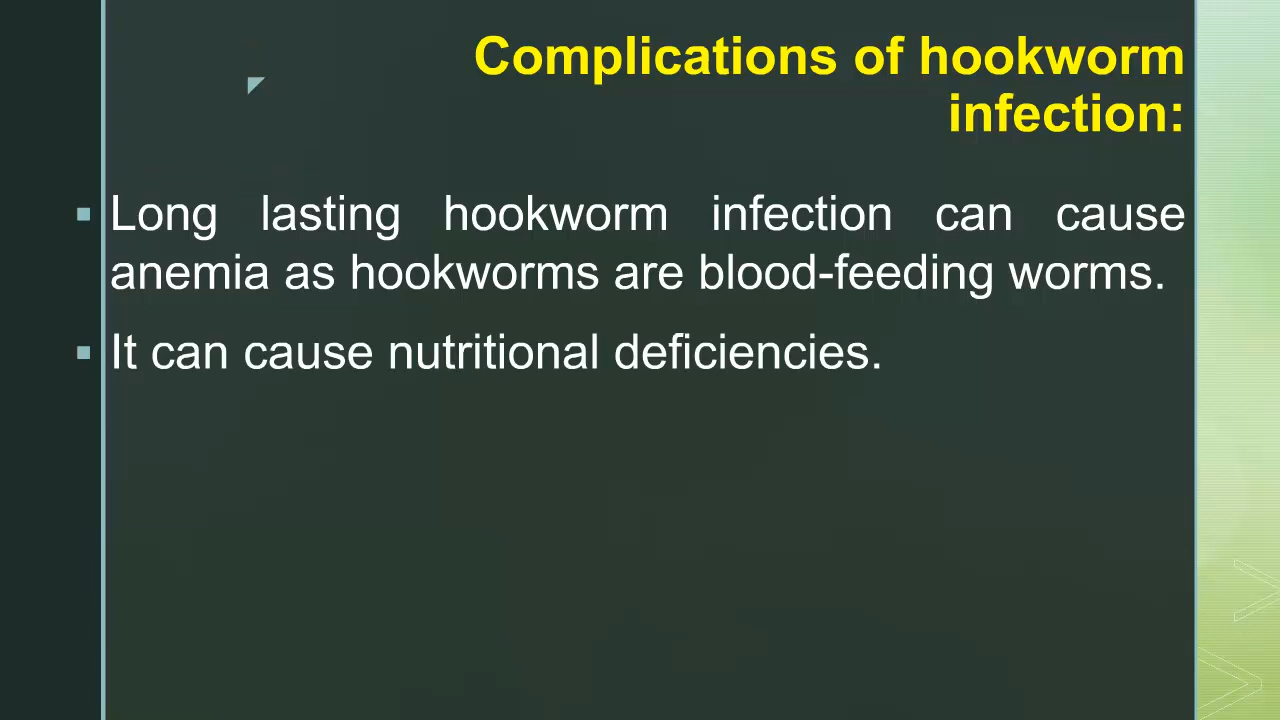 Complications of hookworm
infection:
▪ Long lasting hookworm infection can cause
anemia as hookworms are blood-feeding worms.
▪ It can cause nutritional deficiencies.